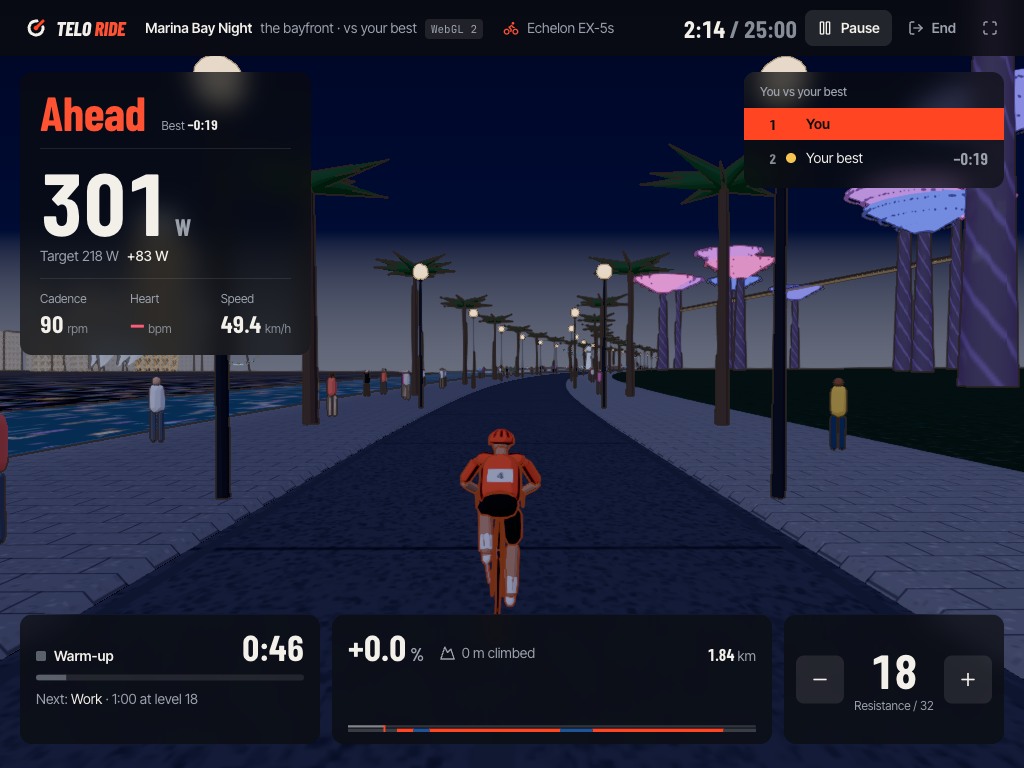 TELO RIDE Marina Bay Night the bayfront · vs your best WebGL 2 Echelon EX-5s 2:14 / 25:00 Pause End
Ahead Best −0:19
301 W
Target 218 W +83 W
Cadence Heart Speed
90 rpm — bpm 49.4 km/h
You vs your best
1 You
2 Your best −0:19
4
Warm-up 0:46
Next: Work · 1:00 at level 18
+0.0 % 0 m climbed 1.84 km
− 18 +
Resistance / 32